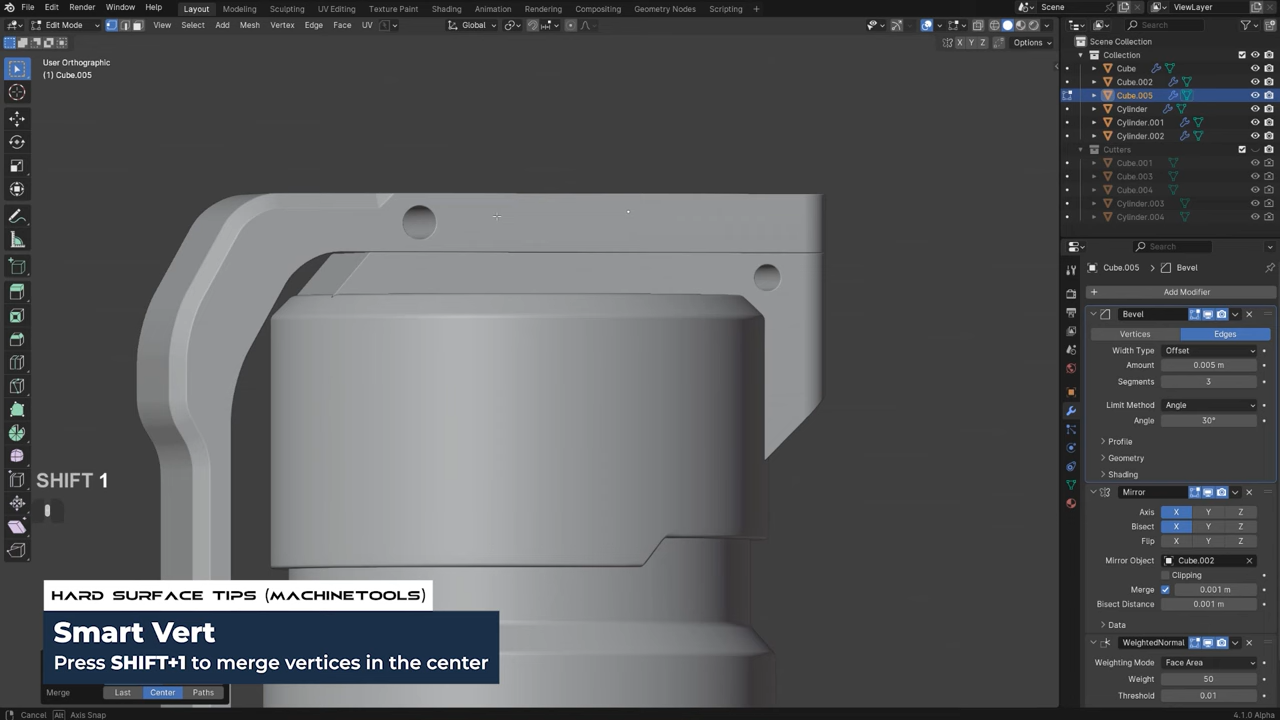 File Edit Render Window Help
Layout Modeling Sculpting UV Editing Texture Paint Shading Animation Rendering Compositing Geometry Nodes Scripting
Scene ViewLayer
Edit Mode View Select Add Mesh Vertex Edge Face UV Global
Search
X Y Z Options
User Orthographic
(1) Cube.005
Scene Collection
Collection
Cube
Cube.002
Cube.005
Cylinder
Cylinder.001
Cylinder.002
Cutters
Cube.001
Cube.003
Cube.004
Cylinder.003
Cylinder.004
Search
Cube.005 > Bevel
+ Add Modifier
Bevel
Vertices Edges
Width Type Offset
Amount 0.005 m
Segments 3
Limit Method Angle
Angle 30°
Profile
Geometry
Shading
Mirror
Axis X Y Z
Bisect X Y Z
Flip X Y Z
Mirror Object Cube.002
Clipping
Merge 0.001 m
Bisect Distance 0.001 m
Data
WeightedNormal
Weighting Mode Face Area
Weight 50
Threshold 0.01
SHIFT 1
HARD SURFACE TIPS (MACHINETOOLS)
Smart Vert
Press SHIFT+1 to merge vertices in the center
Merge Last Center Paths
Cancel Alt Axis Snap
4.1.0 Alpha